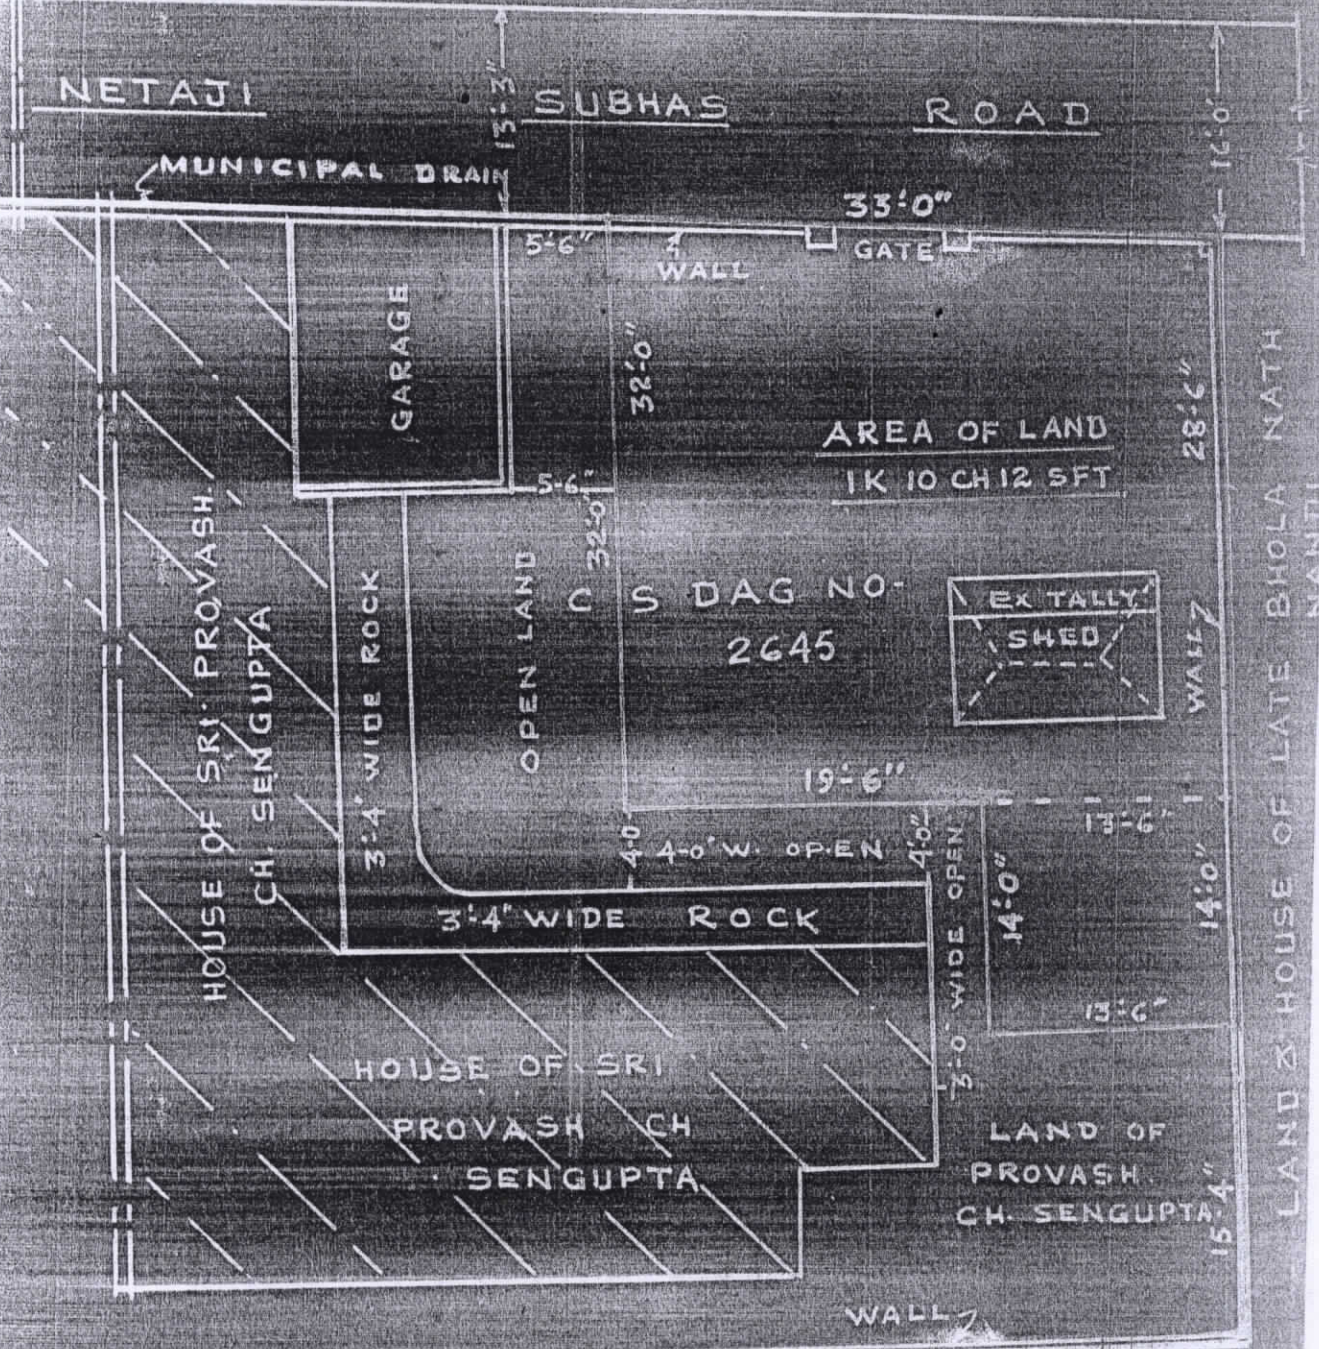 NETAJI SUBHAS ROAD
13'-3"
16'-0"
MUNICIPAL DRAIN
33'-0"
5'-6"
WALL
GATE
GARAGE
32'-0"
28'-6"
AREA OF LAND
1K 10 CH 12 SFT
5-6"
32'-0"
OPEN LAND
C S DAG NO-
2645
EX TALLY
SHED
WALL
HOUSE OF SRI. PROVASH.
CH. SENGUPTA
3'-4" WIDE ROCK
19'-6"
13'-6"
4-0
4-0" W. OPEN
4'-0"
3'-0" WIDE OPEN
14'-0"
14'-0"
3'-4" WIDE ROCK
13'-6"
HOUSE OF SRI
PROVASH CH
SENGUPTA
LAND OF
PROVASH.
CH. SENGUPTA.
15'-4"
WALL
LAND & HOUSE OF LATE BHOLA NATH